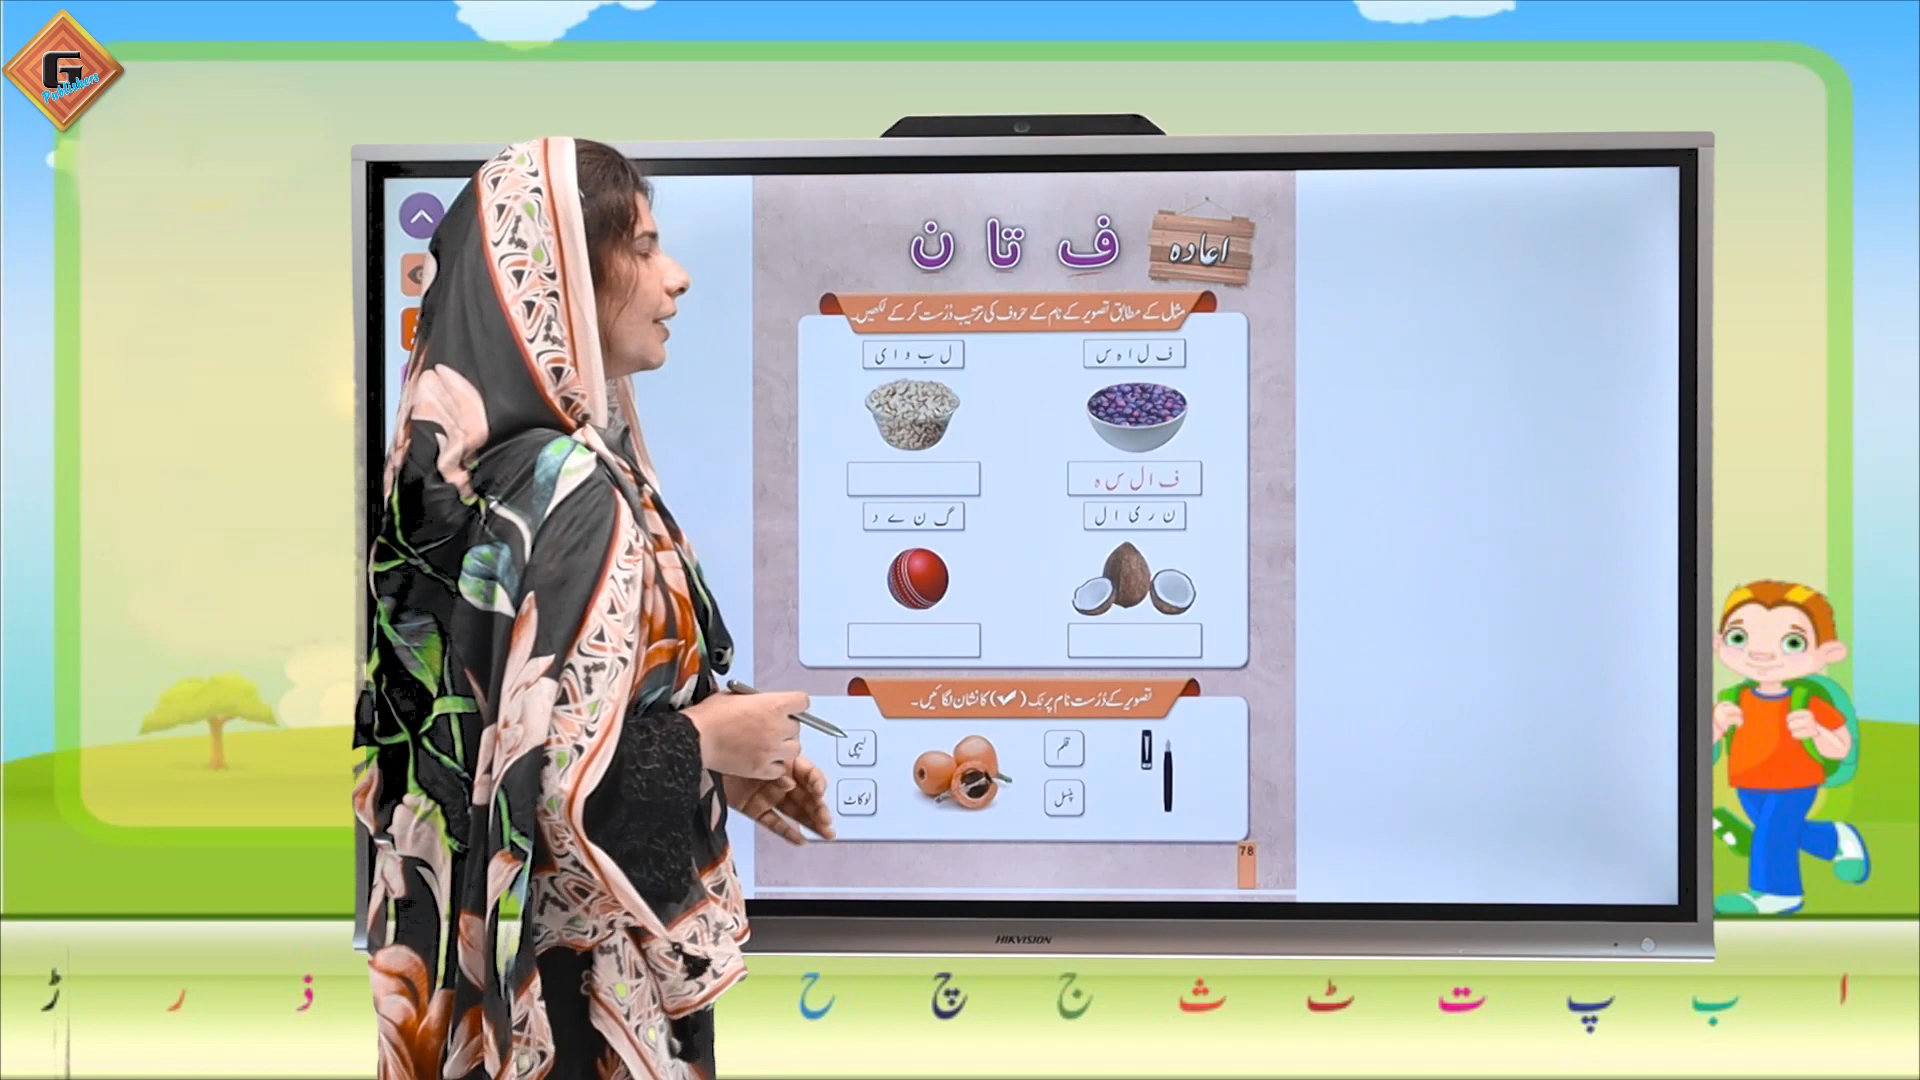 G
Publishers
اعادہ
ف تا ن
مثال کے مطابق تصویر کے نام کے حروف کی ترتیب دُرست کر کے لکھیں۔
ف ل ا ہ س
ل ب و ا ی
ف ا ل س ہ
ن ر ی ا ل
گ ن ے د
تصویر کے دُرست نام پر ٹِک (✔) کا نشان لگائیں۔
قلم
لیچی
پنسل
لوکاٹ
78
HIKVISION
ا ب پ ت ٹ ث ج چ ح ذ ر ڑ